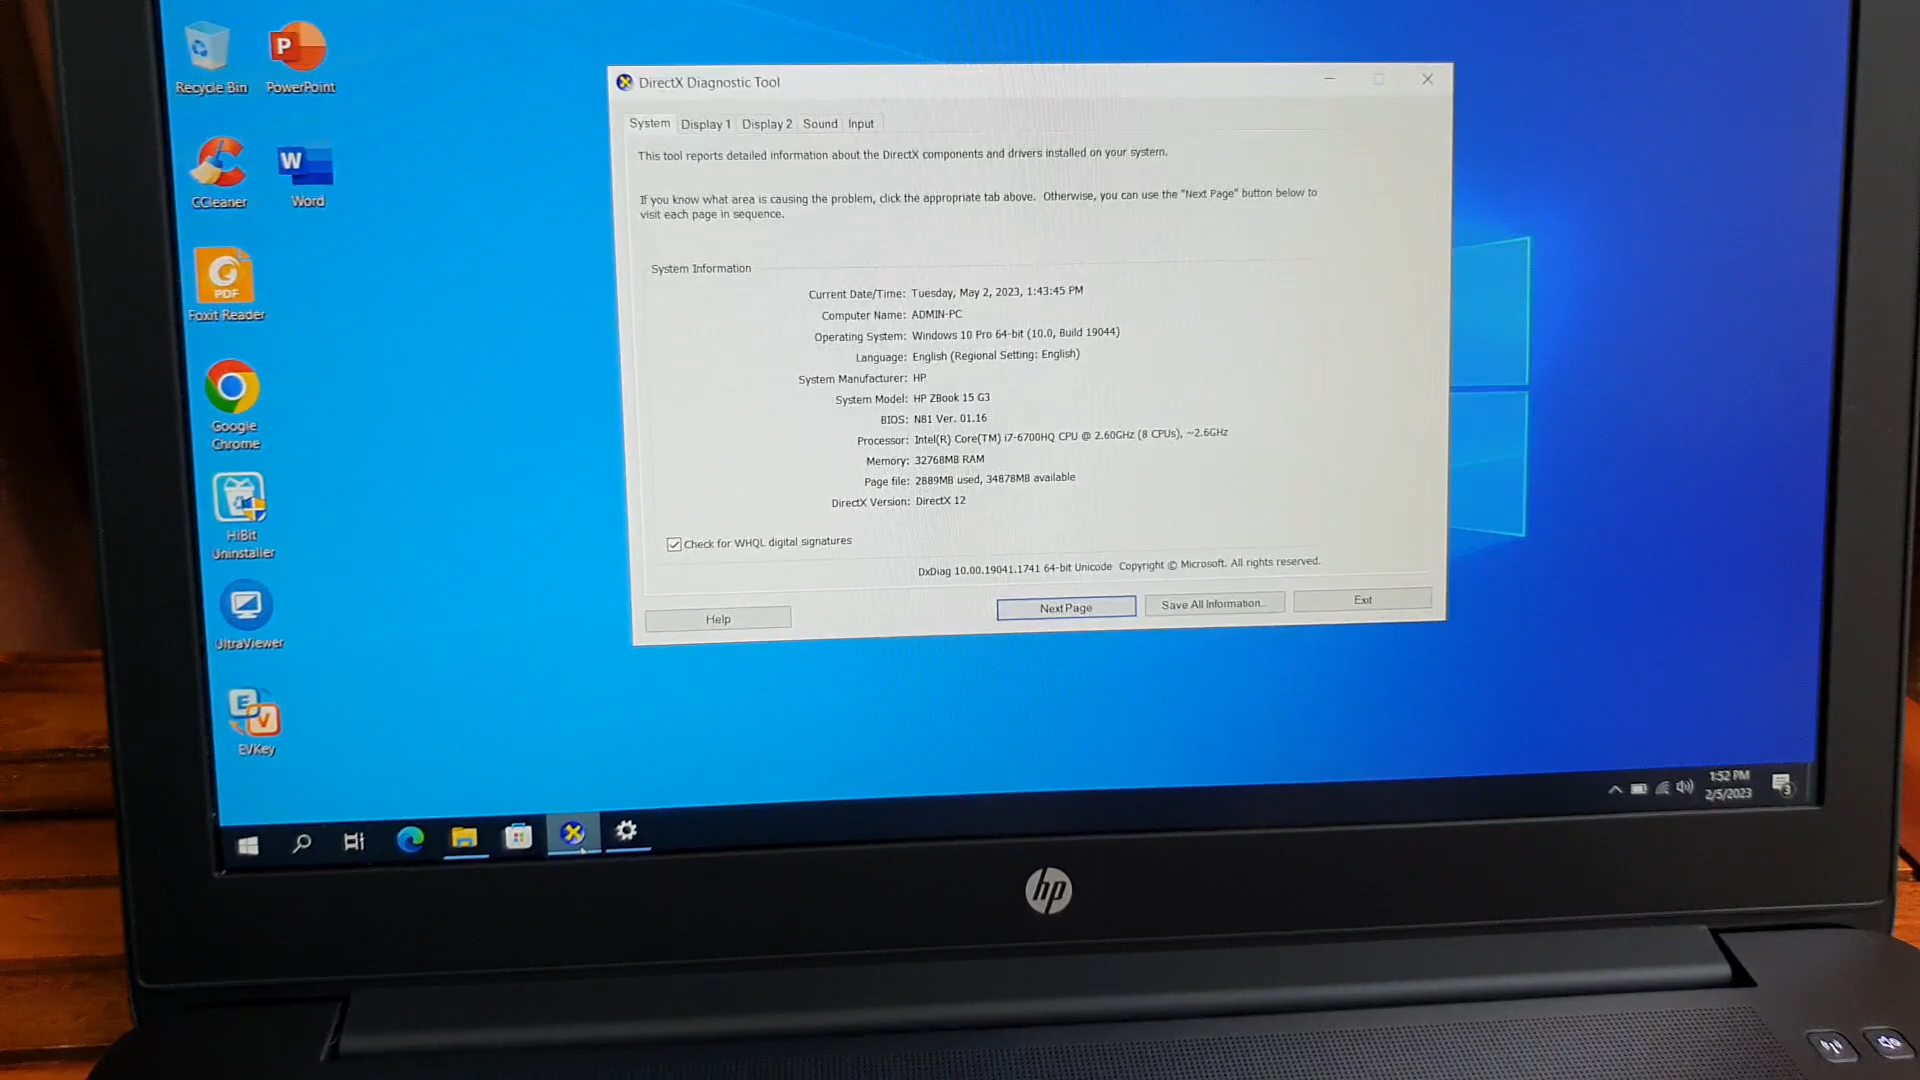 Recycle Bin
PowerPoint
CCleaner
W
Word
PDF
Foxit Reader
Google
Chrome
HiBit
Uninstaller
UltraViewer
E
V
EVKey
P
DirectX Diagnostic Tool
System
Display 1
Display 2
Sound
Input
This tool reports detailed information about the DirectX components and drivers installed on your system.
If you know what area is causing the problem, click the appropriate tab above. Otherwise, you can use the "Next Page" button below to
visit each page in sequence.
System Information
Current Date/Time: Tuesday, May 2, 2023, 1:43:45 PM
Computer Name: ADMIN-PC
Operating System: Windows 10 Pro 64-bit (10.0, Build 19044)
Language: English (Regional Setting: English)
System Manufacturer: HP
System Model: HP ZBook 15 G3
BIOS: N81 Ver. 01.16
Processor: Intel(R) Core(TM) i7-6700HQ CPU @ 2.60GHz (8 CPUs), ~2.6GHz
Memory: 32768MB RAM
Page file: 2889MB used, 34878MB available
DirectX Version: DirectX 12
Check for WHQL digital signatures
DxDiag 10.00.19041.1741 64-bit Unicode Copyright © Microsoft. All rights reserved.
Help
Next Page
Save All Information...
Exit
1:52 PM
2/5/2023
3
hp